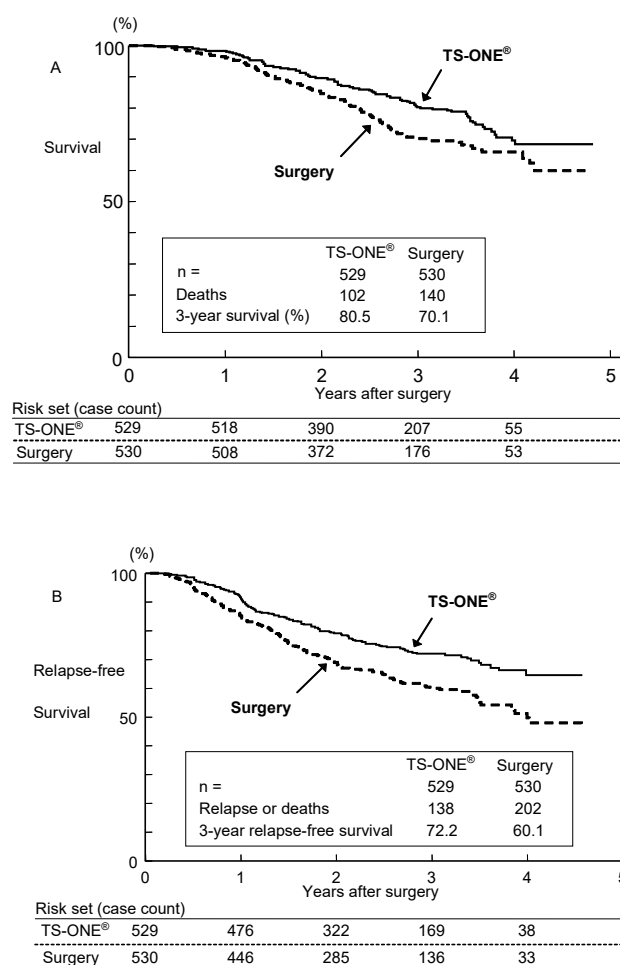 (%)
100
A
TS-ONE®
Survival
Surgery
50
TS-ONE® Surgery
n = 529 530
Deaths 102 140
3-year survival (%) 80.5 70.1
0
0 1 2 3 4 5
Years after surgery
Risk set (case count)
TS-ONE® 529 518 390 207 55
Surgery 530 508 372 176 53
(%)
100
B
TS-ONE®
Relapse-free
Survival
Surgery
50
TS-ONE® Surgery
n = 529 530
Relapse or deaths 138 202
3-year relapse-free survival 72.2 60.1
0
0 1 2 3 4 5
Years after surgery
Risk set (case count)
TS-ONE® 529 476 322 169 38
Surgery 530 446 285 136 33